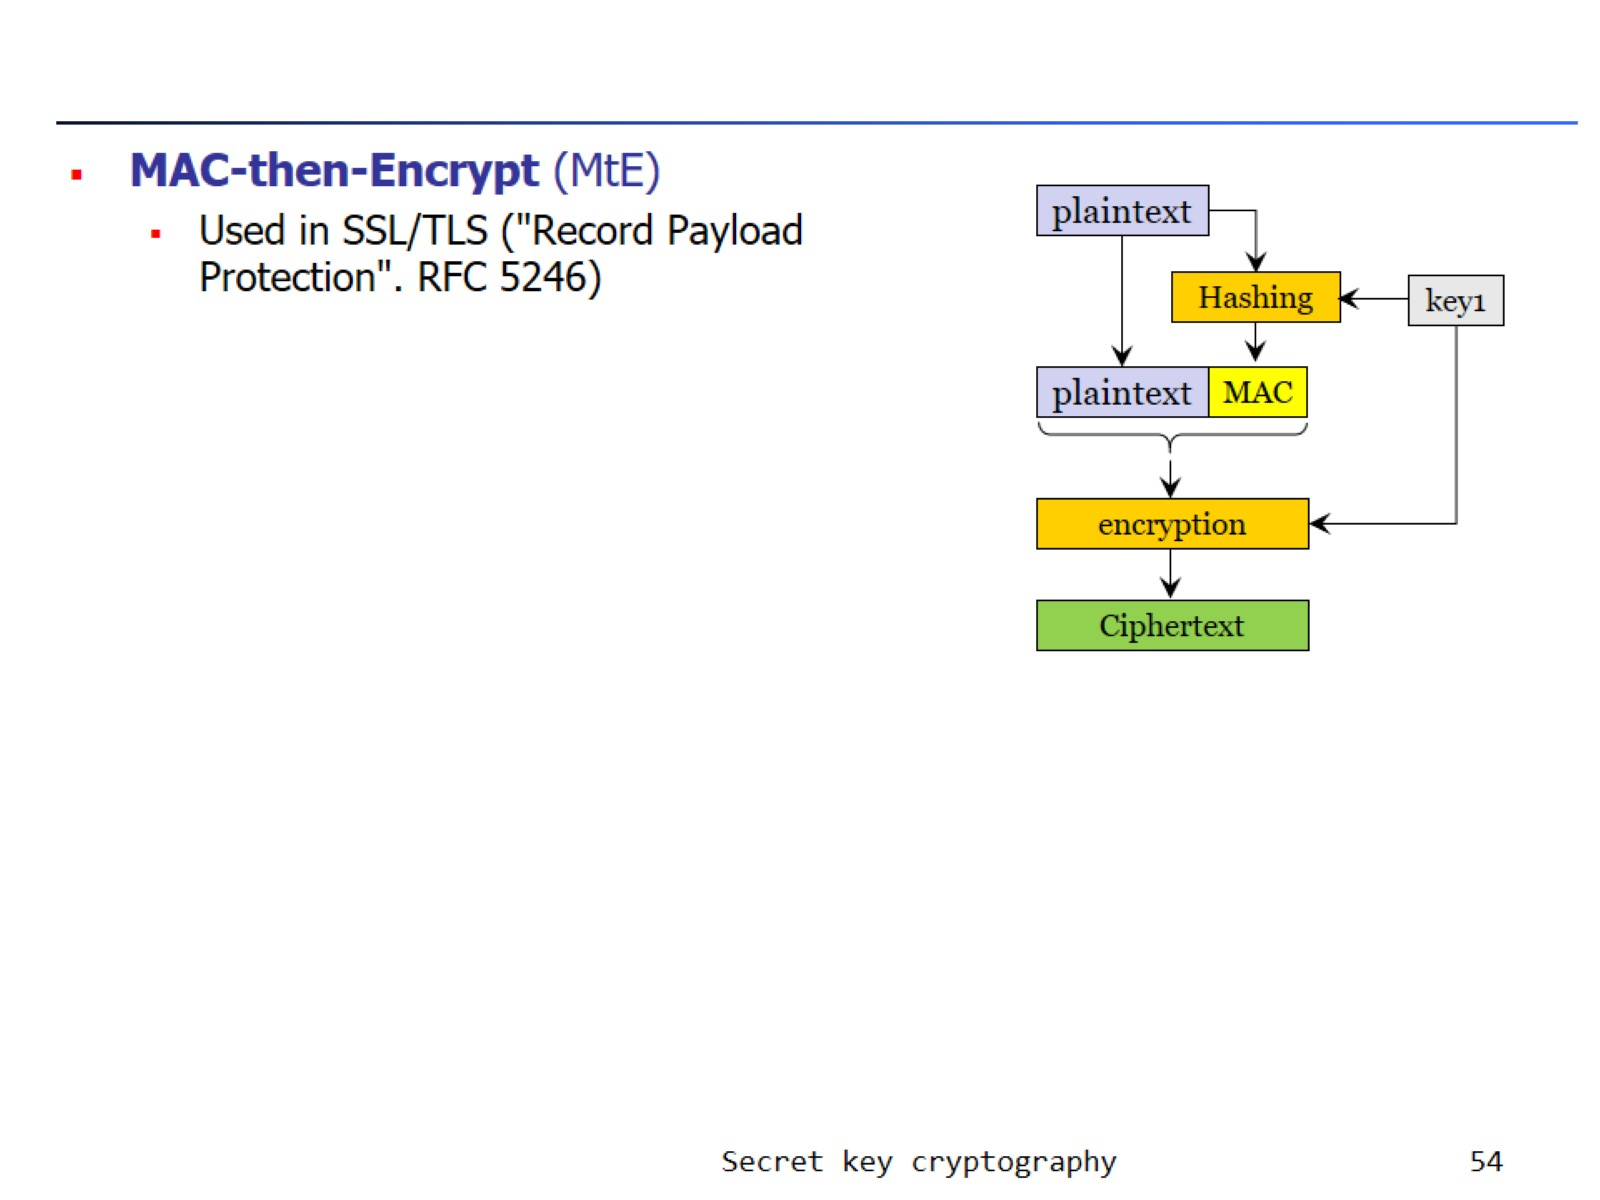 MAC-then-Encrypt (MtE)
Used in SSL/TLS ("Record Payload
Protection". RFC 5246)
plaintext
Hashing
key1
plaintext
MAC
encryption
Ciphertext
Secret key cryptography
54